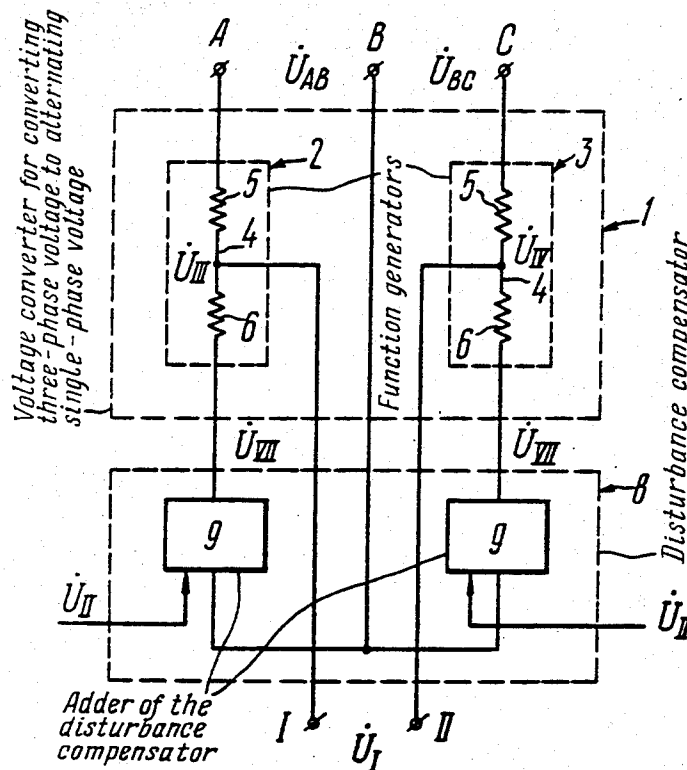 A
B
C
U̇AB
U̇BC
Voltage converter for converting
three-phase voltage to alternating
single-phase voltage
2
3
1
5
5
4
4
U̇III
U̇IV
6
6
Function generators
U̇VII
U̇VII
8
Disturbance compensator
9
9
U̇II
U̇II
Adder of the
disturbance
compensator
I
II
U̇I